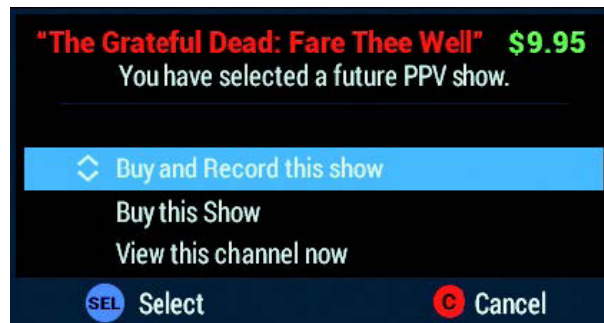 “The Grateful Dead: Fare Thee Well” $9.95
You have selected a future PPV show.
Buy and Record this show
Buy this Show
View this channel now
SEL Select C Cancel